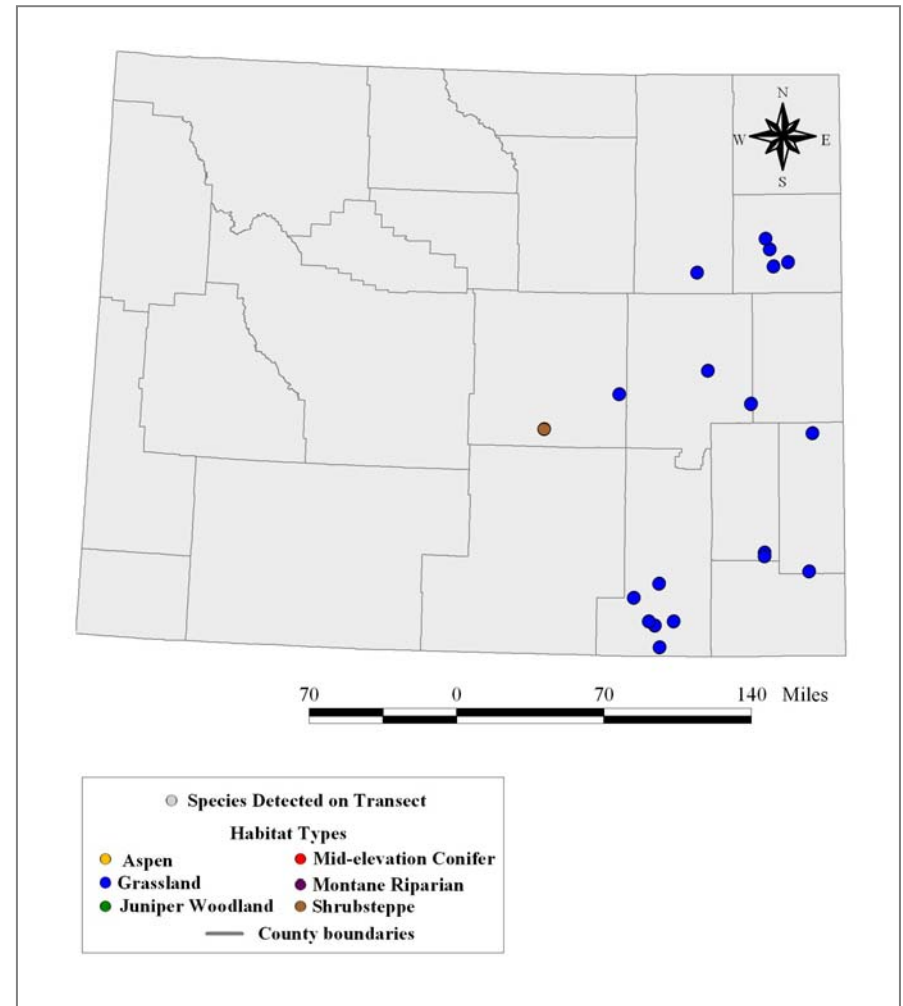 N
W E
S
70 0 70 140 Miles
Species Detected on Transect
Habitat Types
Aspen Mid-elevation Conifer
Grassland Montane Riparian
Juniper Woodland Shrubsteppe
County boundaries